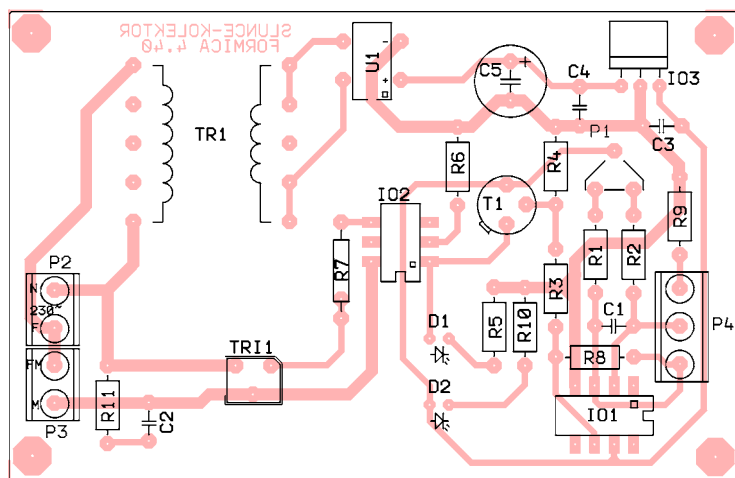 SLUNCE-KOLEKTOR
FORMICA 4.40
U1
-
+
C5
+
C4
IO3
TR1
P1
C3
R6
R4
IO2
T1
R9
R7
R1
R2
P2
N
230~
F
R3
C1
P4
D1
R5
R10
TRI1
FM
R8
D2
R11
M
C2
IO1
P3